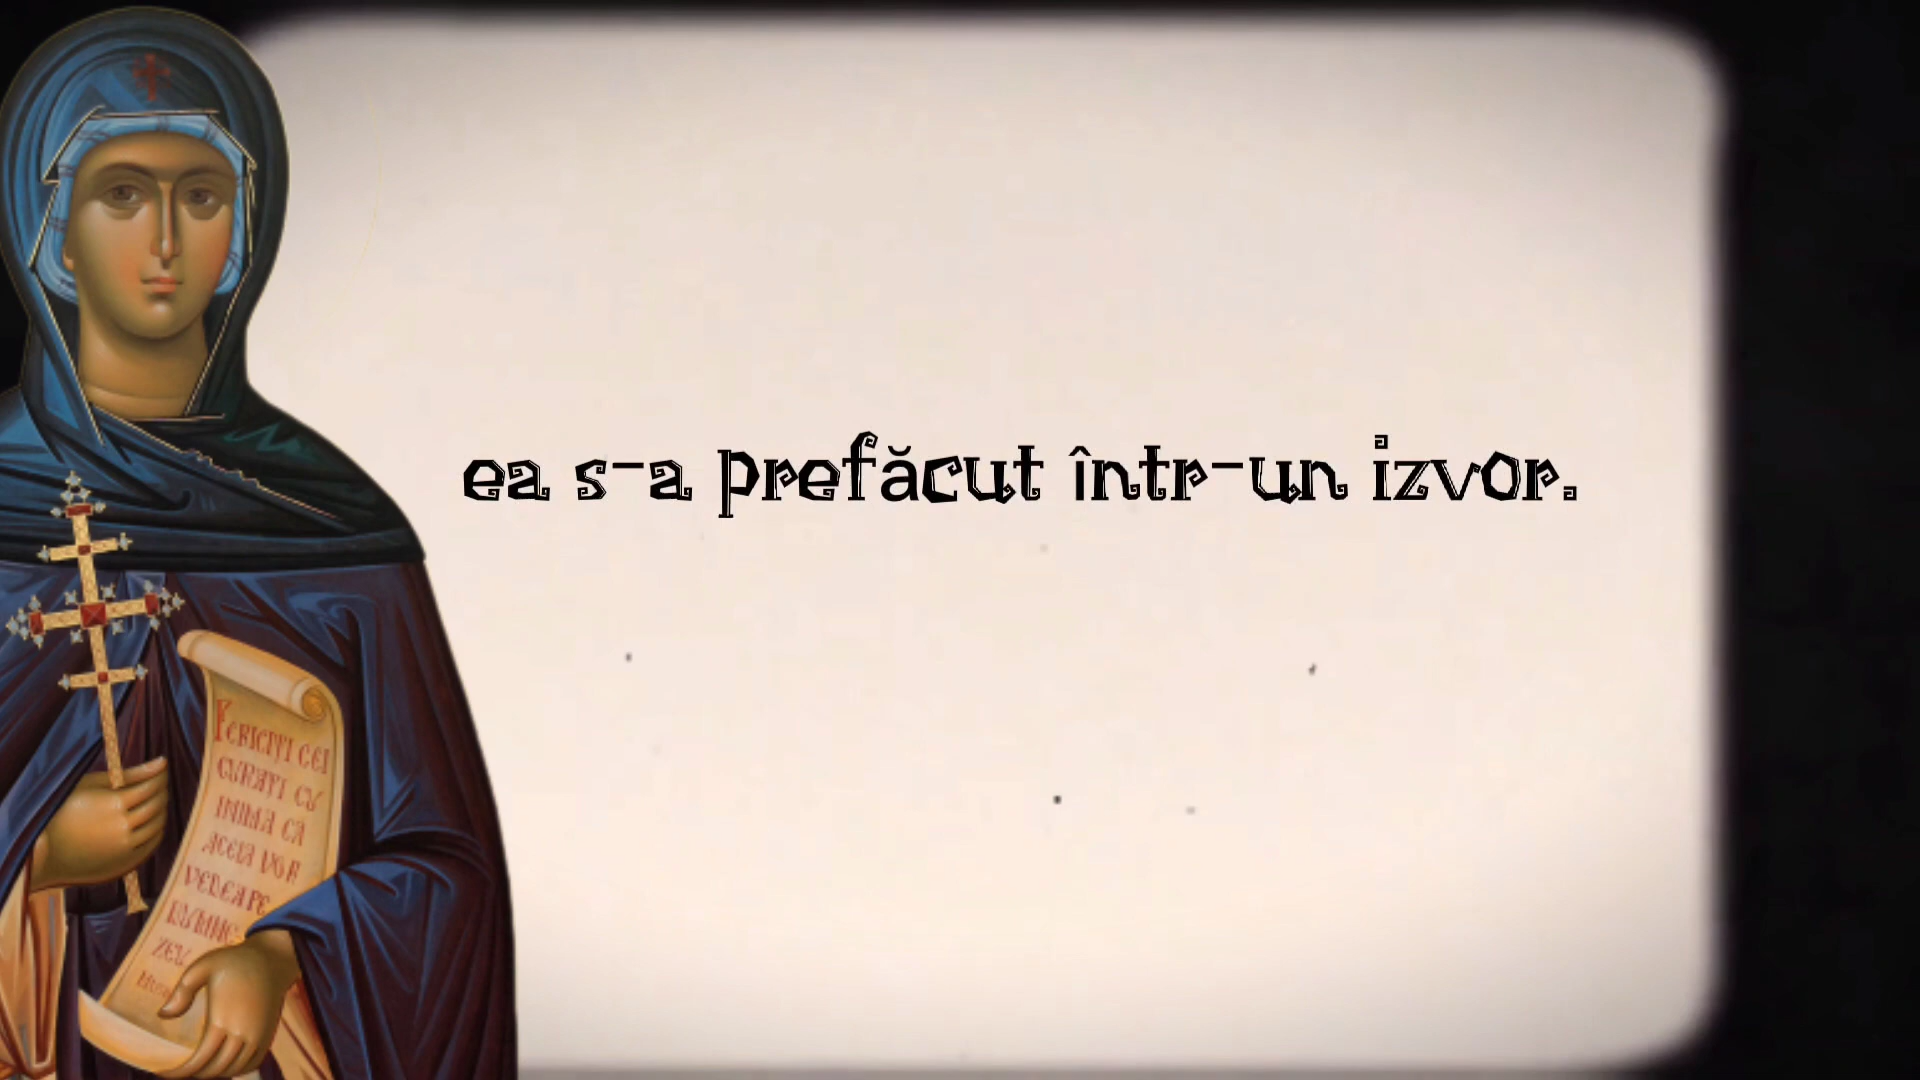 ea s-a prefăcut într-un izvor.
FERICIȚI CEI
CURAȚI CU
INIMA CĂ
ACEIA VOR
VEDEA PE
DUMNE
ZEU